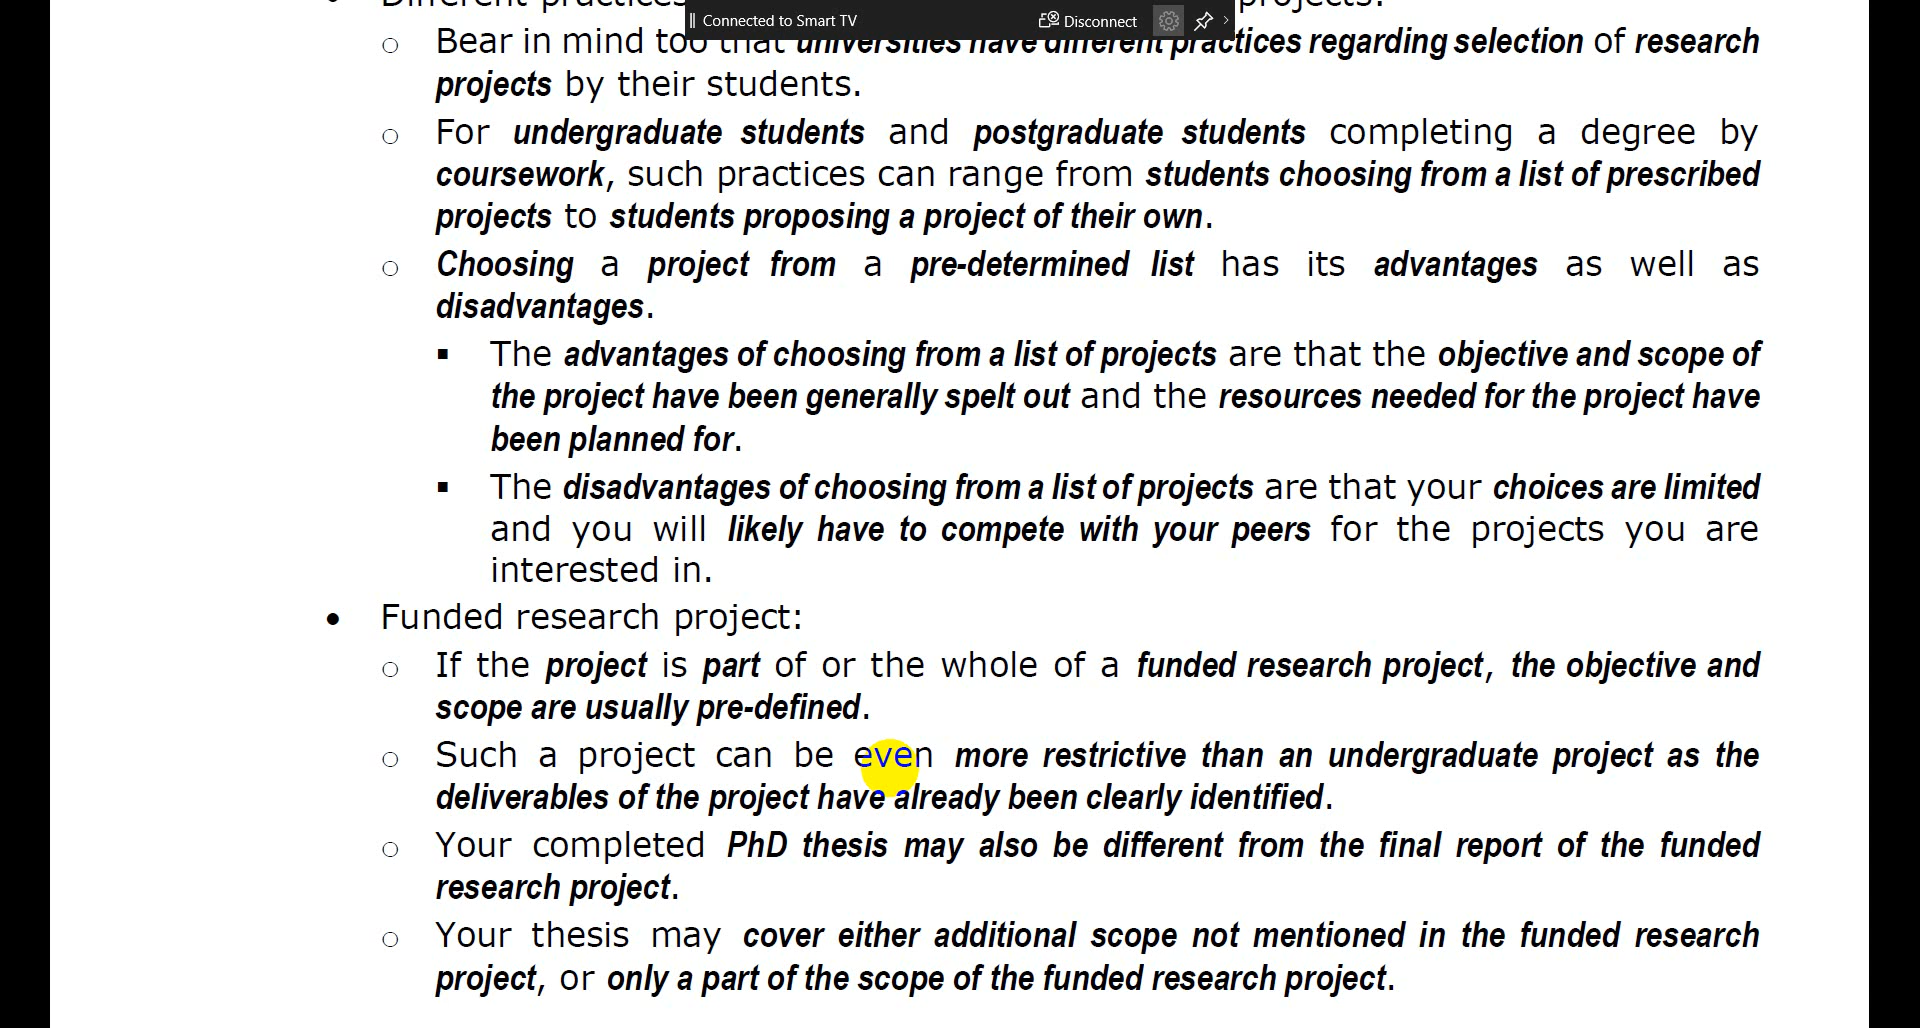 Connected to Smart TV
Disconnect
projects:
○ Bear in mind too that universities have different practices regarding selection of research
projects by their students.
○ For undergraduate students and postgraduate students completing a degree by
coursework, such practices can range from students choosing from a list of prescribed
projects to students proposing a project of their own.
○ Choosing a project from a pre-determined list has its advantages as well as
disadvantages.
▪ The advantages of choosing from a list of projects are that the objective and scope of
the project have been generally spelt out and the resources needed for the project have
been planned for.
▪ The disadvantages of choosing from a list of projects are that your choices are limited
and you will likely have to compete with your peers for the projects you are
interested in.
• Funded research project:
○ If the project is part of or the whole of a funded research project, the objective and
scope are usually pre-defined.
○ Such a project can be even more restrictive than an undergraduate project as the
deliverables of the project have already been clearly identified.
○ Your completed PhD thesis may also be different from the final report of the funded
research project.
○ Your thesis may cover either additional scope not mentioned in the funded research
project, or only a part of the scope of the funded research project.